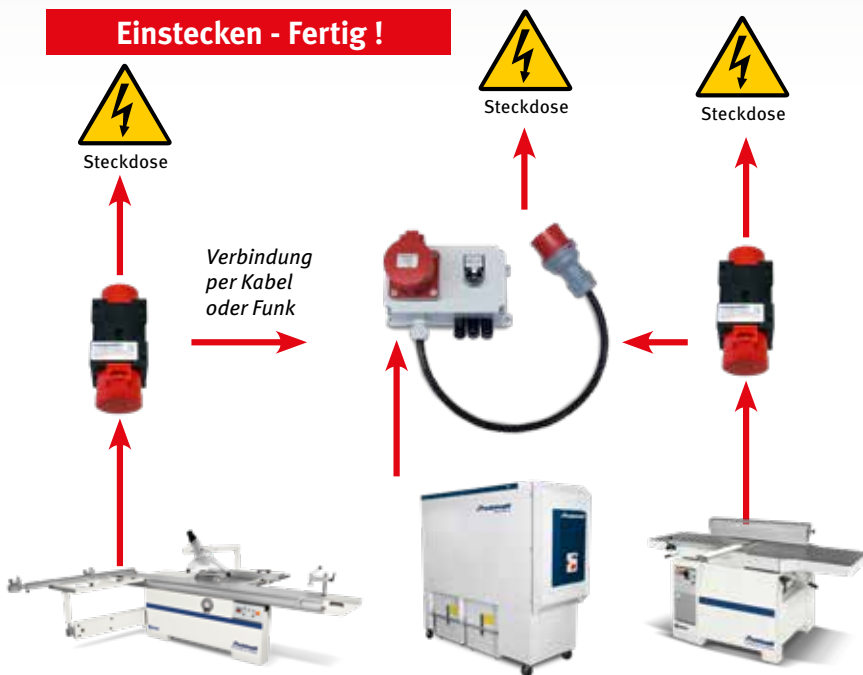 Einstecken - Fertig !
Steckdose
Steckdose
Steckdose
Verbindung
per Kabel
oder Funk